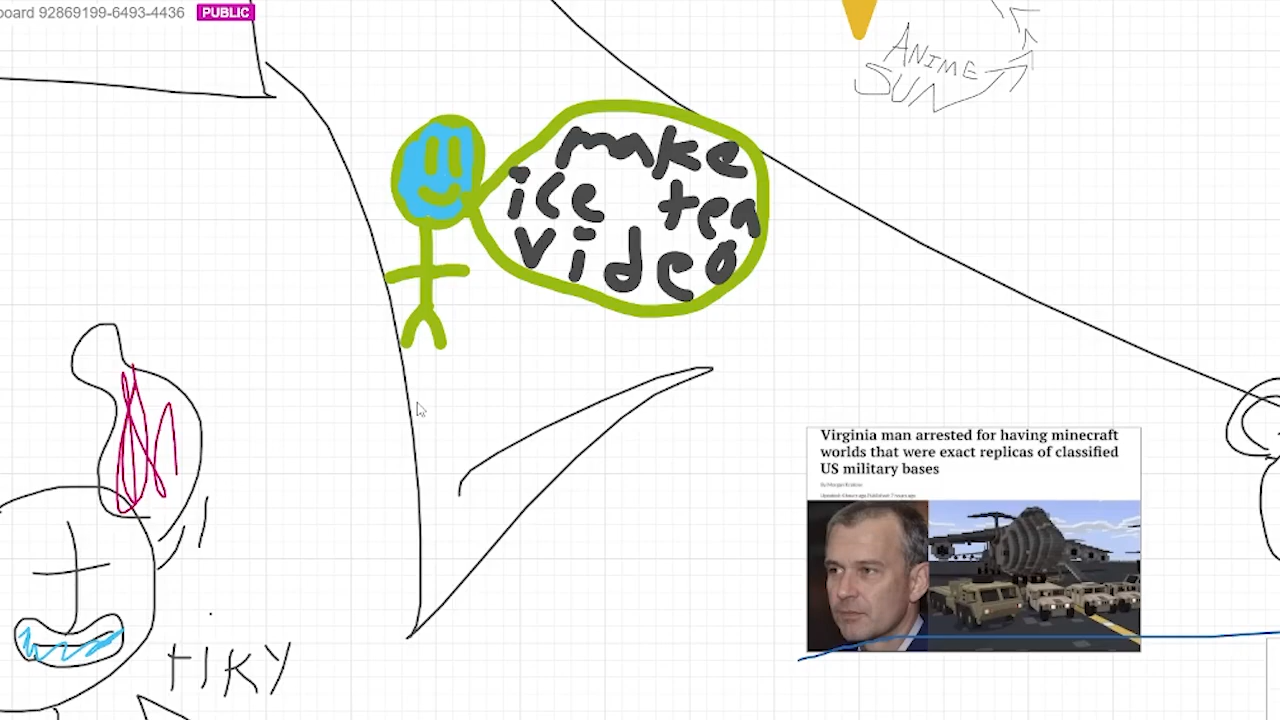 board 92869199-6493-4436 PUBLIC
ANIME
SUN
make
ice tea
video
Virginia man arrested for having minecraft
worlds that were exact replicas of classified
US military bases
TIKY